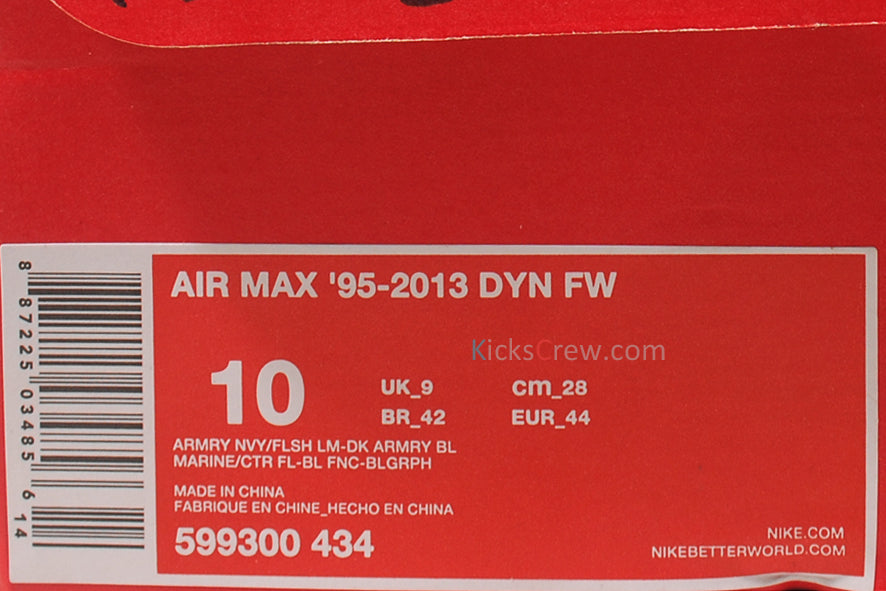 AIR MAX '95-2013 DYN FW
KicksCrew.com
10
UK_9 cm_28
BR_42 EUR_44
ARMRY NVY/FLSH LM-DK ARMRY BL
MARINE/CTR FL-BL FNC-BLGRPH
MADE IN CHINA
FABRIQUE EN CHINE_HECHO EN CHINA
599300 434
NIKE.COM
NIKEBETTERWORLD.COM
8 87225 03485 6 14